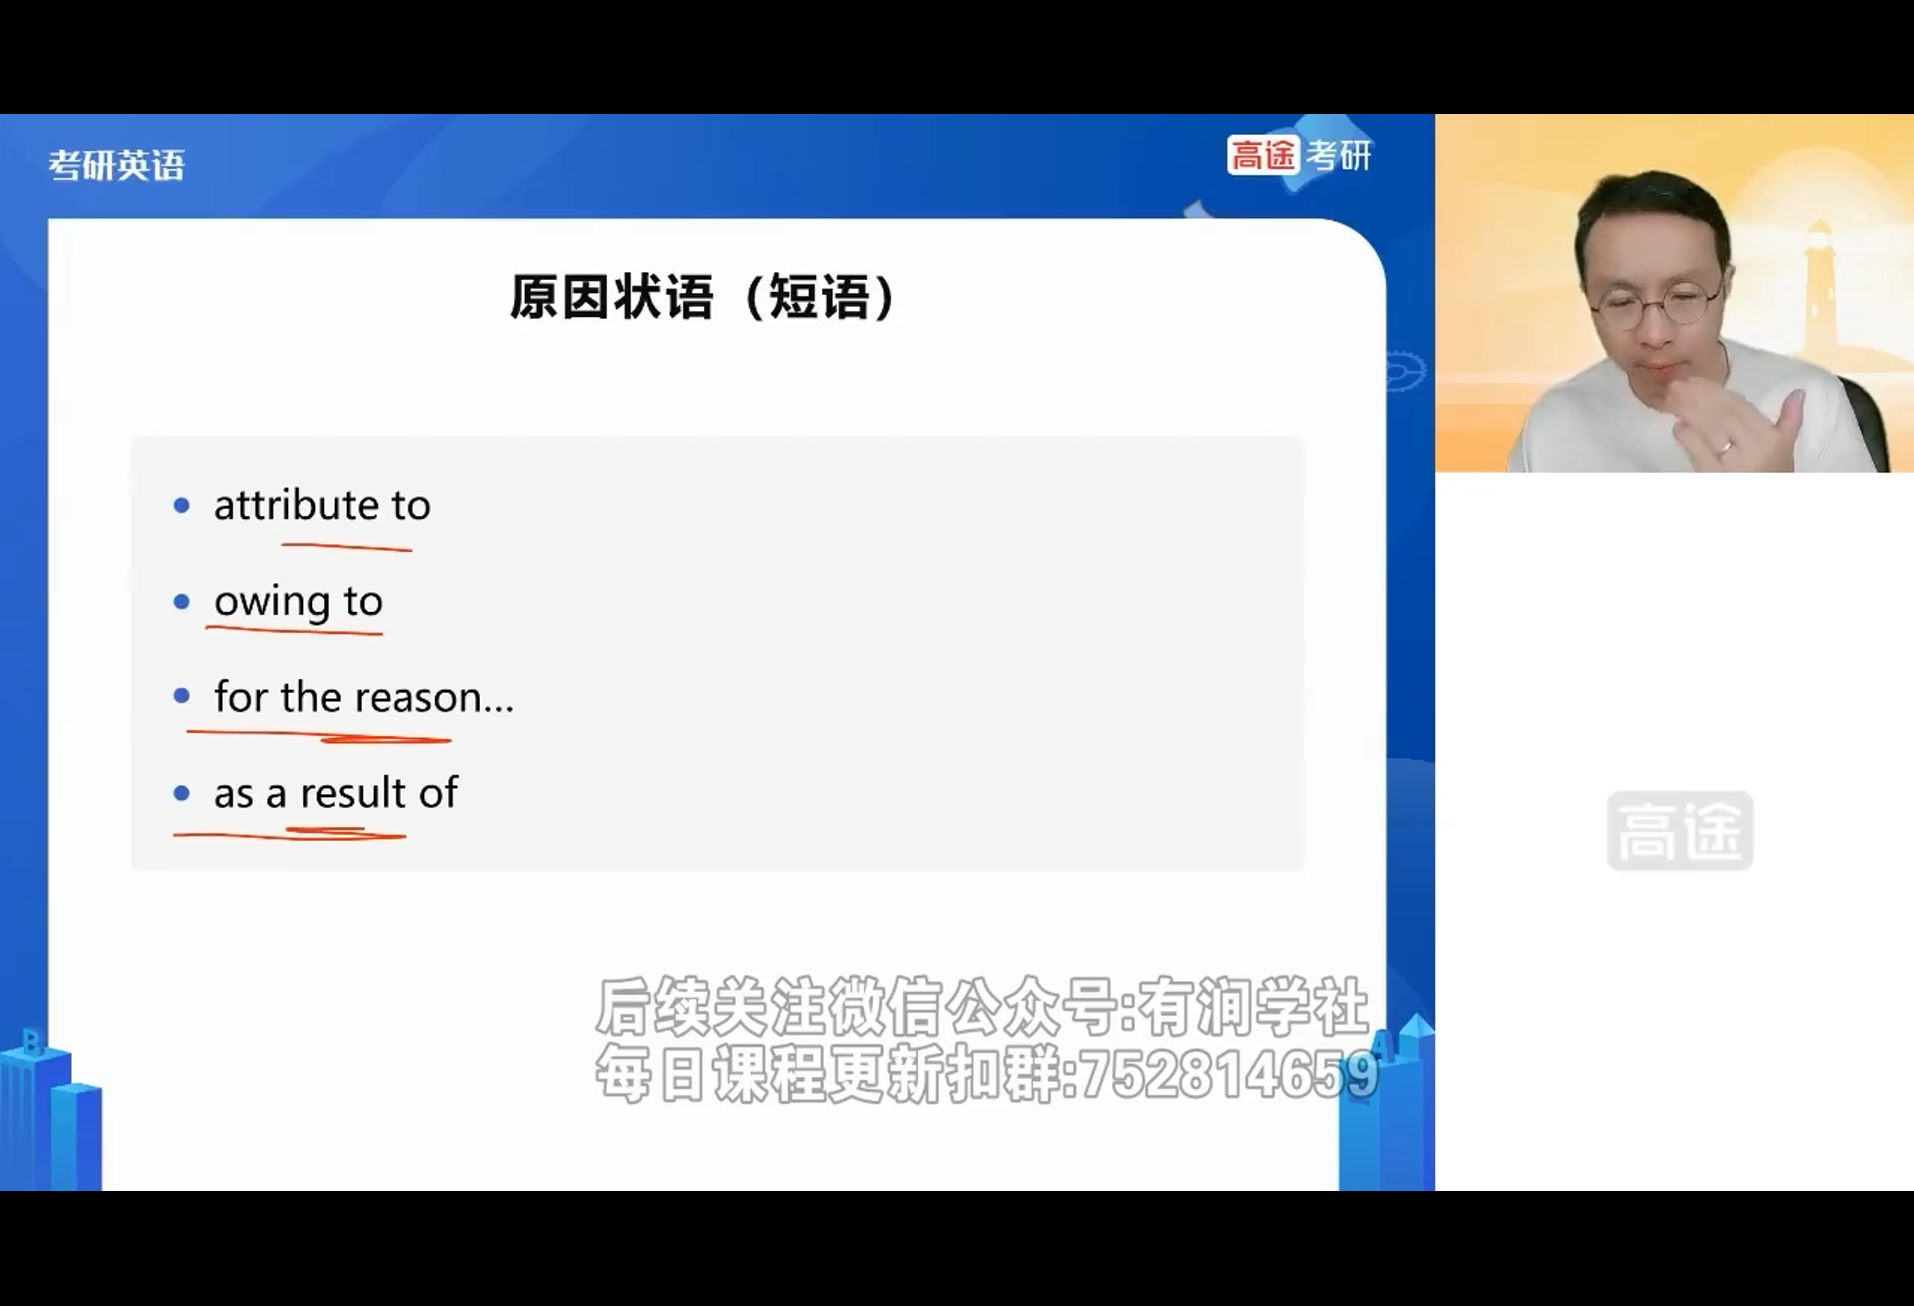 考研英语
高途考研
原因状语（短语）
attribute to
owing to
for the reason...
as a result of
高途
后续关注微信公众号:有润学社
每日课程更新扣群:752814659
B
A